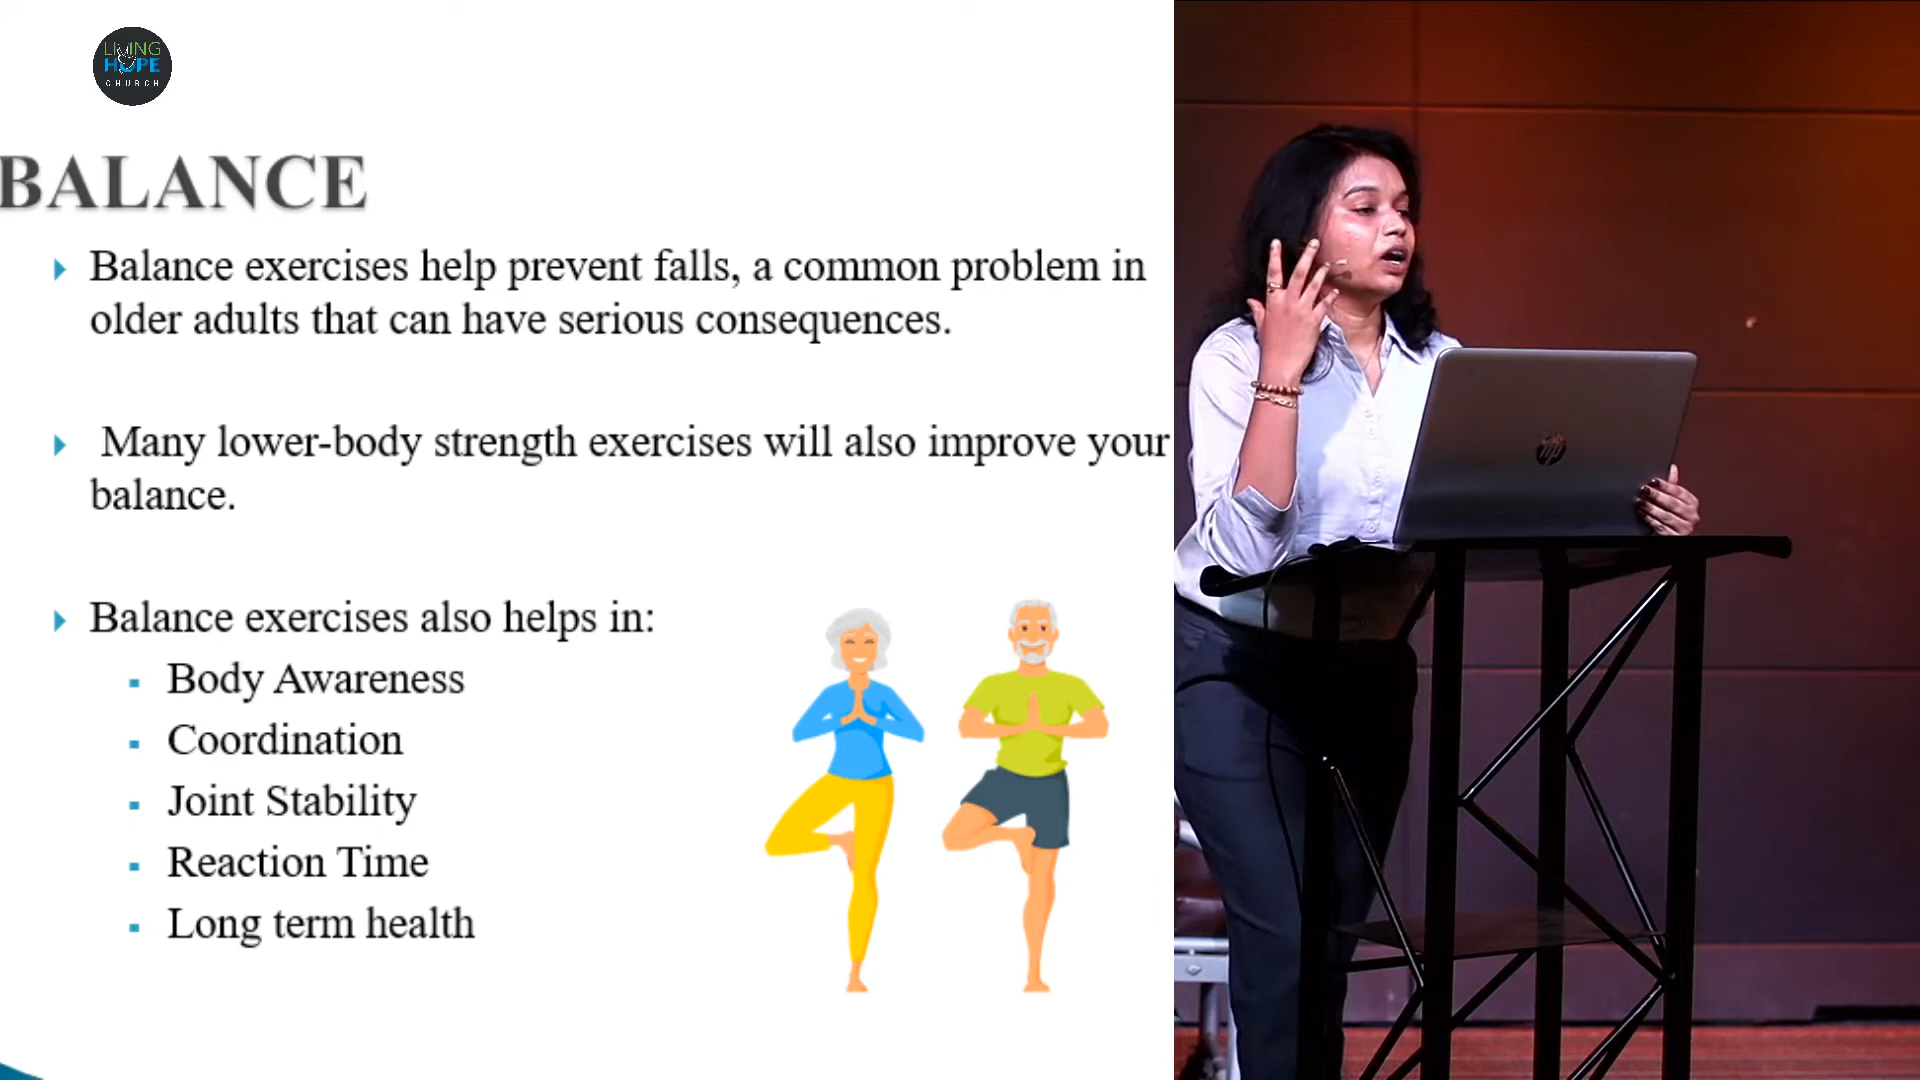 LIVING
HOPE
CHURCH
BALANCE
Balance exercises help prevent falls, a common problem in
older adults that can have serious consequences.
Many lower-body strength exercises will also improve your
balance.
Balance exercises also helps in:
Body Awareness
Coordination
Joint Stability
Reaction Time
Long term health
hp